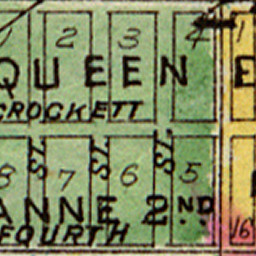 1 2 3 4 1
QUEEN E
CROCKETT
ST. ST. ST.
8 7 6 5
ANNE 2ND
FOURTH 16